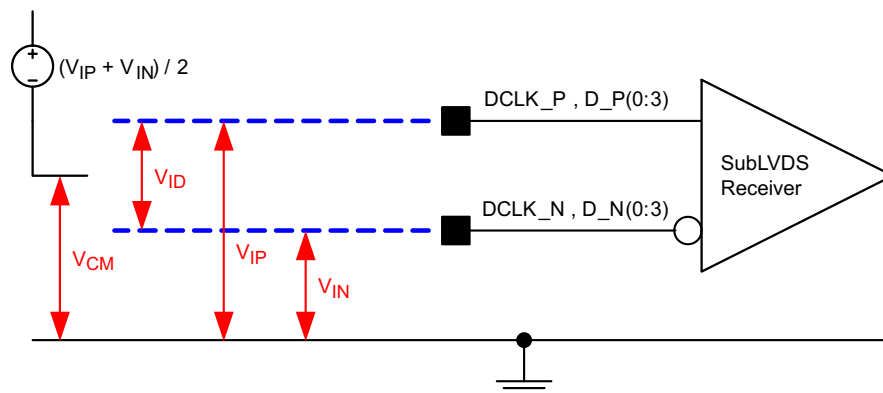 (VIP + VIN) / 2
DCLK_P , D_P(0:3)
SubLVDS
Receiver
VID
DCLK_N , D_N(0:3)
VCM
VIP
VIN